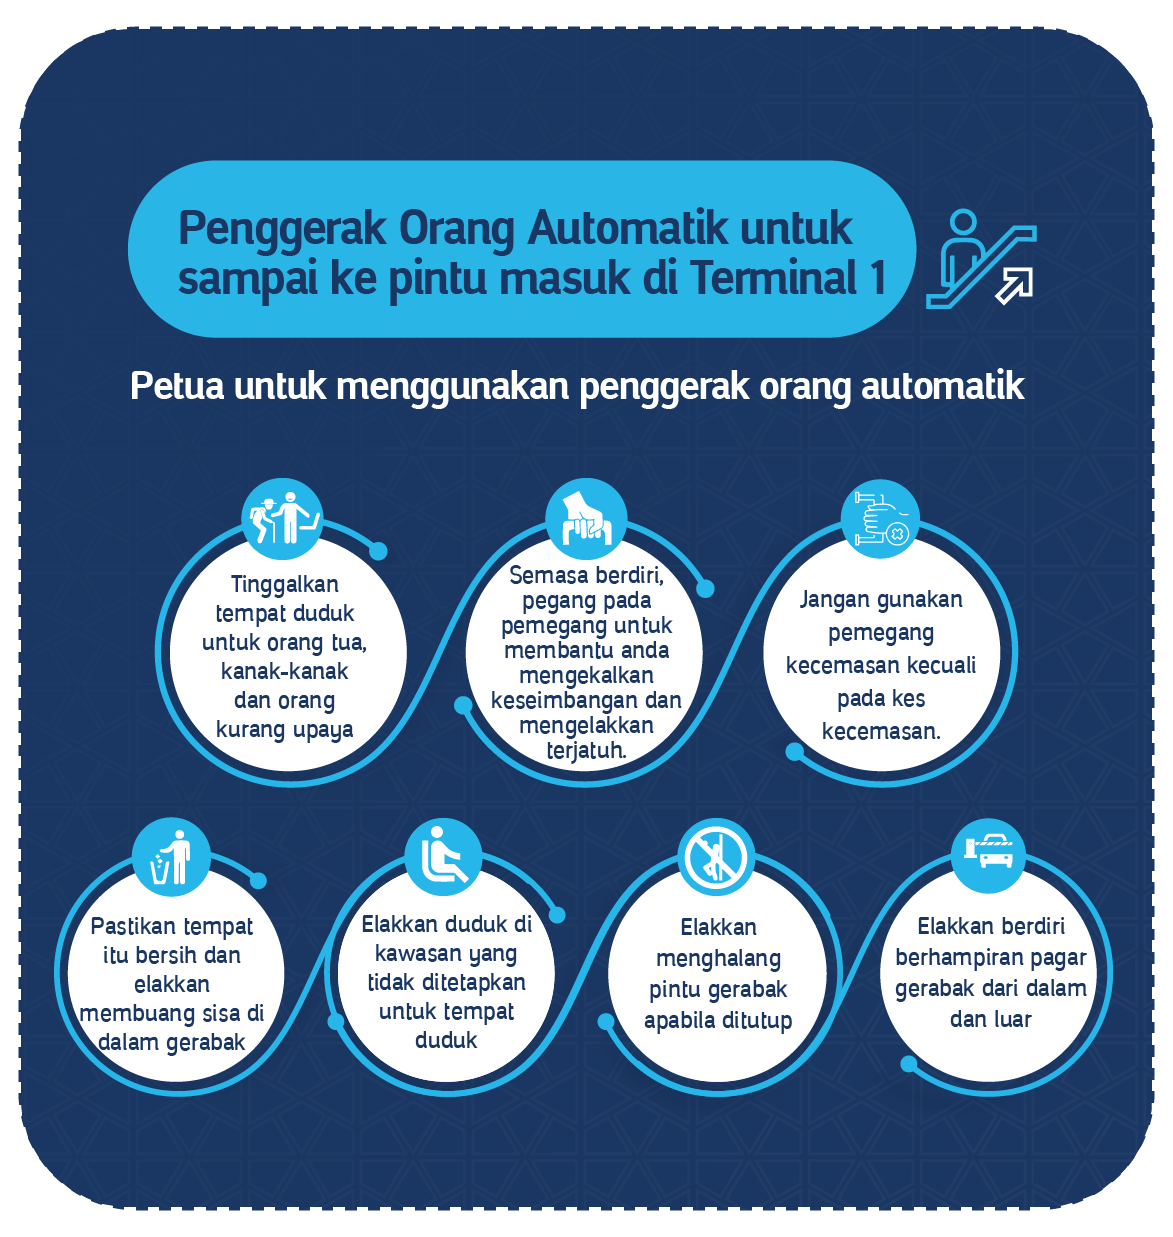 Penggerak Orang Automatik untuk
sampai ke pintu masuk di Terminal 1
Petua untuk menggunakan penggerak orang automatik
Tinggalkan
tempat duduk
untuk orang tua,
kanak-kanak
dan orang
kurang upaya
Semasa berdiri,
pegang pada
pemegang untuk
membantu anda
mengekalkan
keseimbangan dan
mengelakkan
terjatuh.
Jangan gunakan
pemegang
kecemasan kecuali
pada kes
kecemasan.
Pastikan tempat
itu bersih dan
elakkan
membuang sisa di
dalam gerabak
Elakkan duduk di
kawasan yang
tidak ditetapkan
untuk tempat
duduk
Elakkan
menghalang
pintu gerabak
apabila ditutup
Elakkan berdiri
berhampiran pagar
gerabak dari dalam
dan luar